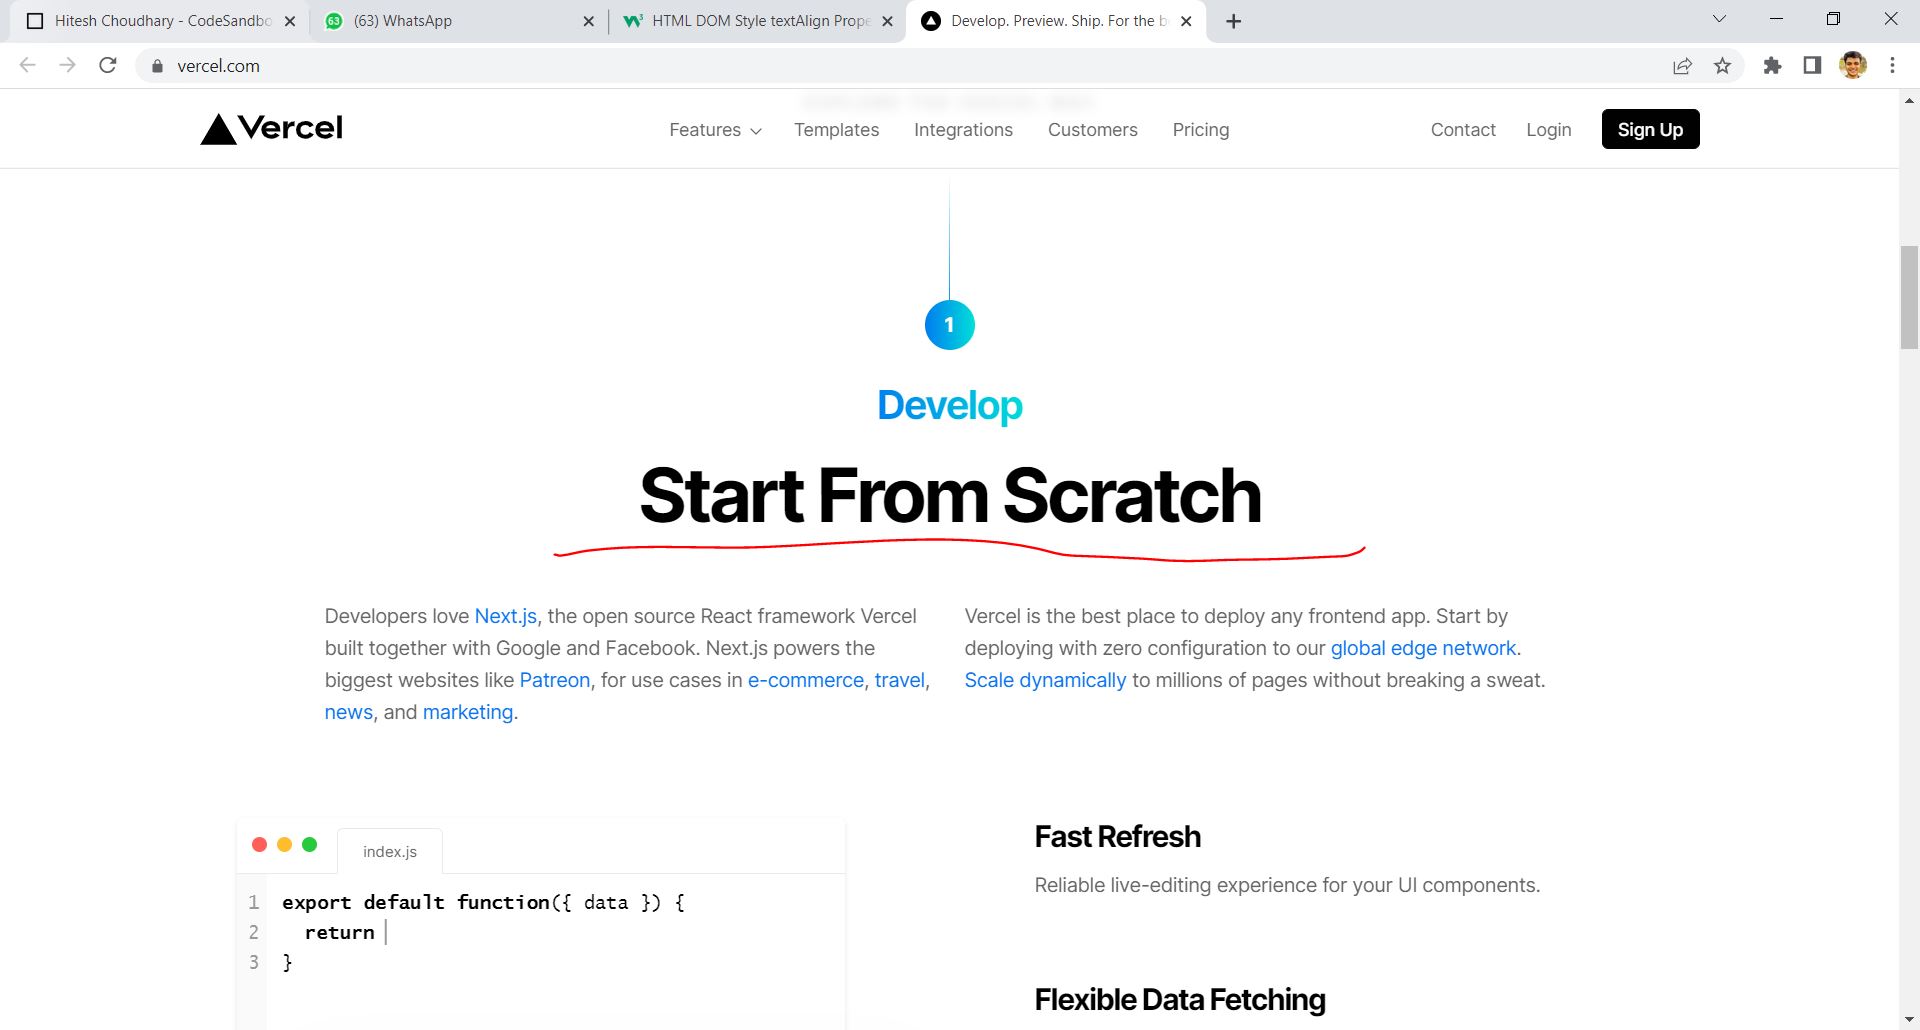 Hitesh Choudhary - CodeSandbo
63 (63) WhatsApp
HTML DOM Style textAlign Prope
Develop. Preview. Ship. For the b
vercel.com
Vercel
Features
Templates
Integrations
Customers
Pricing
Contact
Login
Sign Up
1
Develop
Start From Scratch
Developers love Next.js, the open source React framework Vercel
built together with Google and Facebook. Next.js powers the
biggest websites like Patreon, for use cases in e-commerce, travel,
news, and marketing.
Vercel is the best place to deploy any frontend app. Start by
deploying with zero configuration to our global edge network.
Scale dynamically to millions of pages without breaking a sweat.
index.js
1 export default function({ data }) {
2 return
3 }
Fast Refresh
Reliable live-editing experience for your UI components.
Flexible Data Fetching